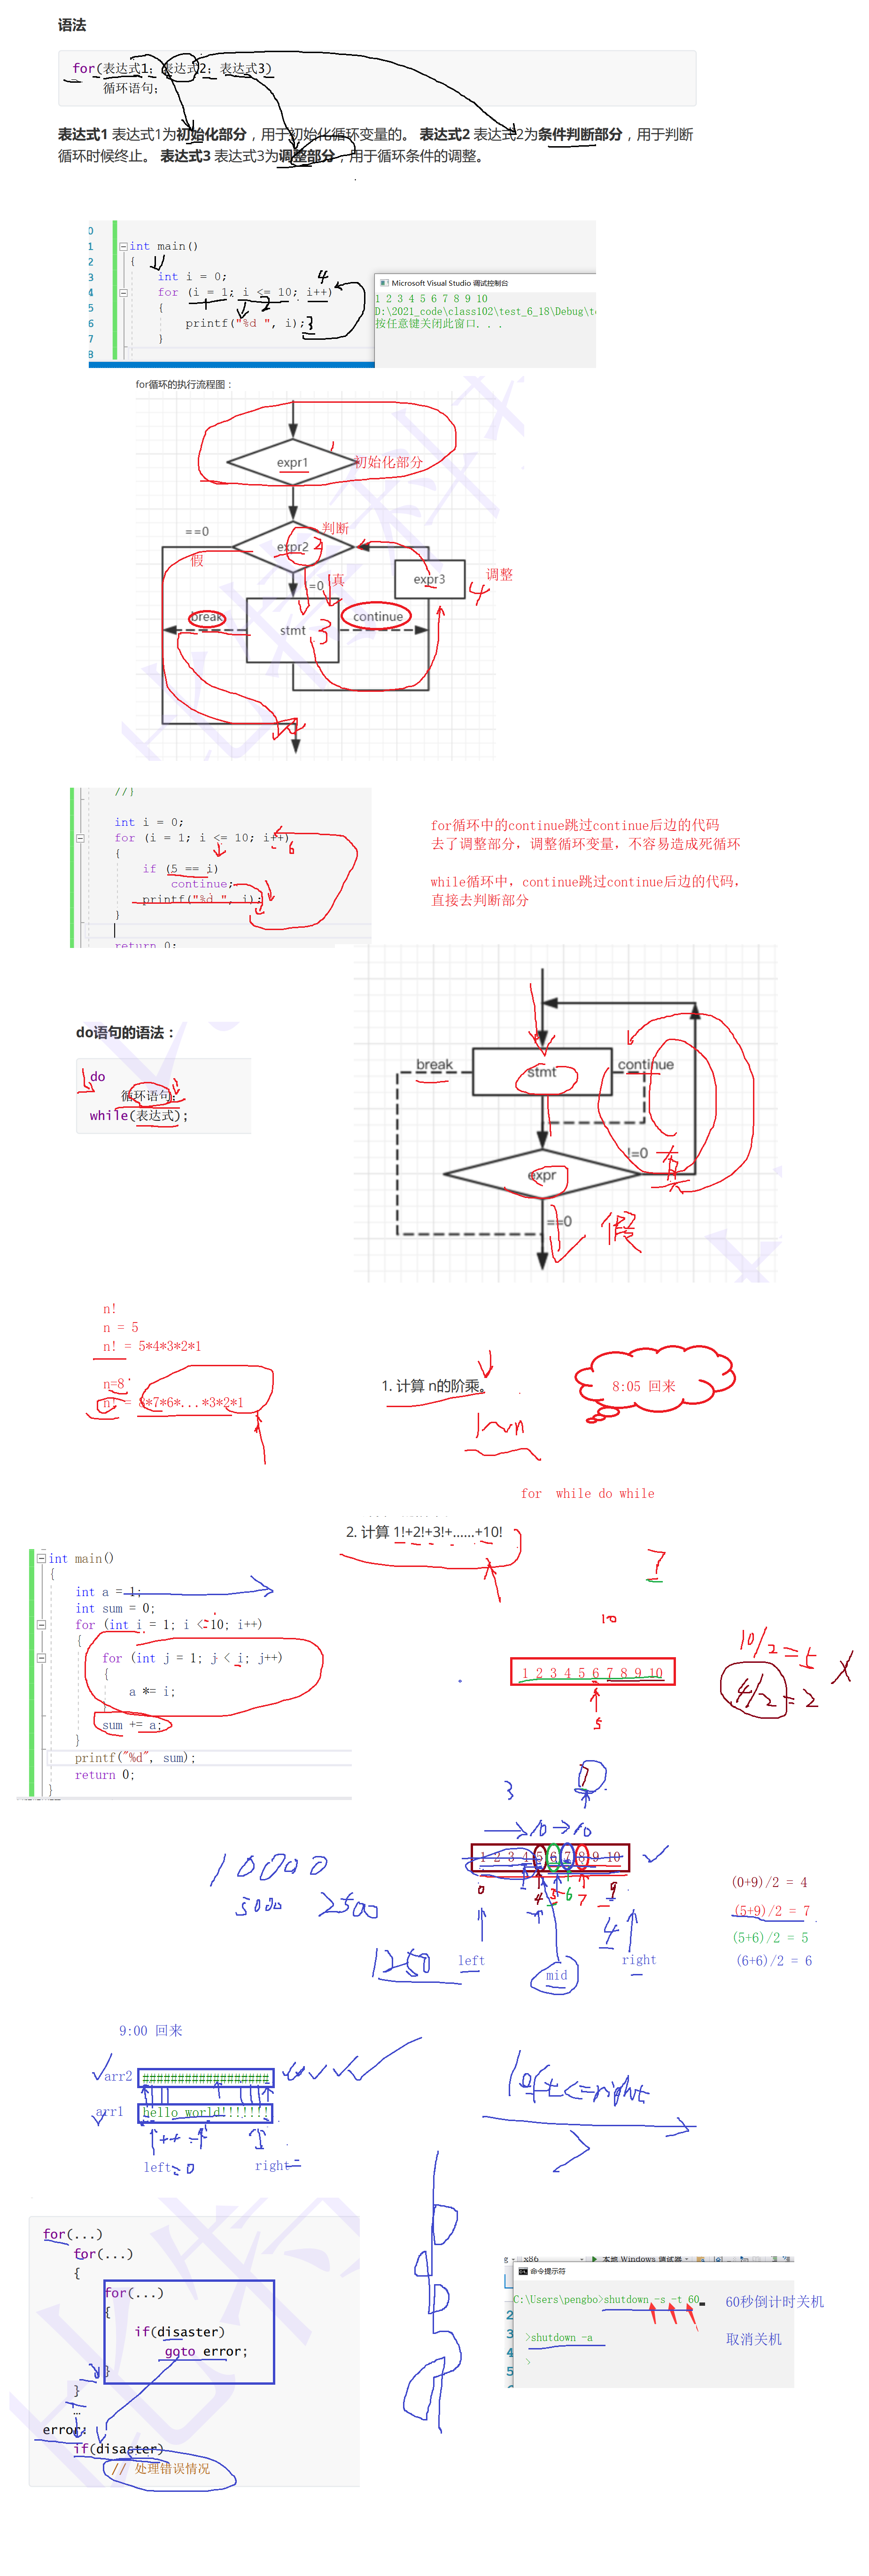 语法
for(表达式1; 表达式2; 表达式3)
循环语句;
表达式1 表达式1为初始化部分，用于初始化循环变量的。 表达式2 表达式2为条件判断部分，用于判断
循环时候终止。 表达式3 表达式3为调整部分，用于循环条件的调整。
0
1 int main()
2 {
3 int i = 0;
4 for (i = 1; i <= 10; i++)
5 {
6 printf("%d ", i);
7 }
8
1 2 3 4
Microsoft Visual Studio 调试控制台
1 2 3 4 5 6 7 8 9 10
D:\2021_code\class102\test_6_18\Debug\te
按任意键关闭此窗口. . .
for循环的执行流程图：
expr1
1
初始化部分
==0
expr2
2
判断
假
真
expr3
调整
4
break
stmt
3
continue
//}
int i = 0;
for (i = 1; i <= 10; i++)
6
{
if (5 == i)
continue;
printf("%d ", i);
}
return 0;
for循环中的continue跳过continue后边的代码
去了调整部分，调整循环变量，不容易造成死循环
while循环中，continue跳过continue后边的代码，
直接去判断部分
do语句的语法：
do
循环语句;
while(表达式);
break
stmt
continue
!=0
真
expr
==0
假
n!
n = 5
n! = 5*4*3*2*1
n=8
n! = 8*7*6*...*3*2*1
1. 计算 n的阶乘。
1~n
8:05 回来
for while do while
2. 计算 1!+2!+3!+……+10!
int main()
{
int a = 1;
int sum = 0;
for (int i = 1; i < 10; i++)
{
for (int j = 1; j < i; j++)
{
a *= i;
}
sum += a;
}
printf("%d", sum);
return 0;
}
7
10
1 2 3 4 5 6 7 8 9 10
5
10/2=5
4/2=2
X
3
7
10 10
1 2 3 4 5 6 7 8 9 10
0
4
6
7
9
4
left
mid
right
10000
5000 2500
1250
(0+9)/2 = 4
(5+9)/2 = 7
(5+6)/2 = 5
(6+6)/2 = 6
9:00 回来
arr2
##################
arr1
hello world!!!!!!!
++
left=0
right=
left<=right
>
for(...)
for(...)
{
for(...)
{
if(disaster)
goto error;
}
}
…
error:
if(disaster)
// 处理错误情况
x86
本地 Windows 调试器
命令提示符
C:\Users\pengbo>shutdown -s -t 60
>shutdown -a
>
2
3
4
5
60秒倒计时关机
取消关机